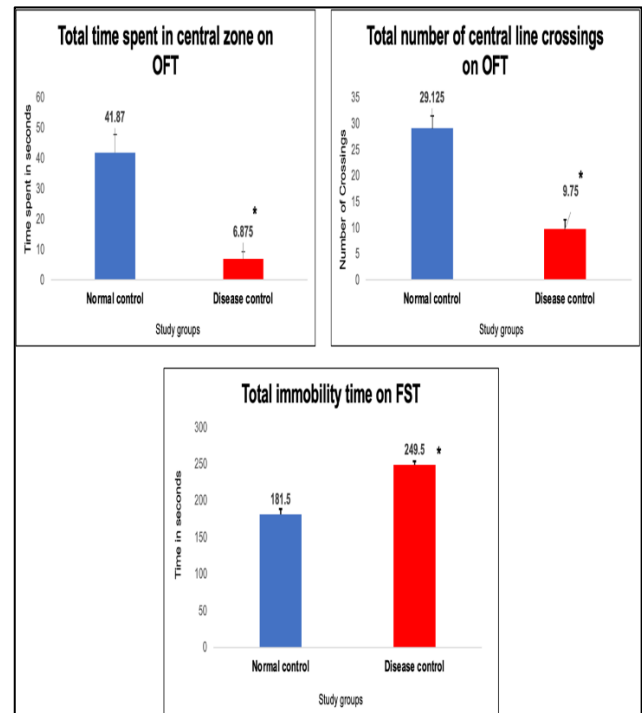 Total time spent in central zone on
OFT
Time spent in seconds
60
50
40
30
20
10
0
41.87
*
6.875
Normal control
Disease control
Study groups
Total number of central line crossings
on OFT
Number of Crossings
35
30
25
20
15
10
5
0
29.125
*
9.75
Normal control
Disease control
Study groups
Total immobility time on FST
Time in seconds
300
250
200
150
100
50
0
181.5
249.5 *
Normal control
Disease control
Study groups